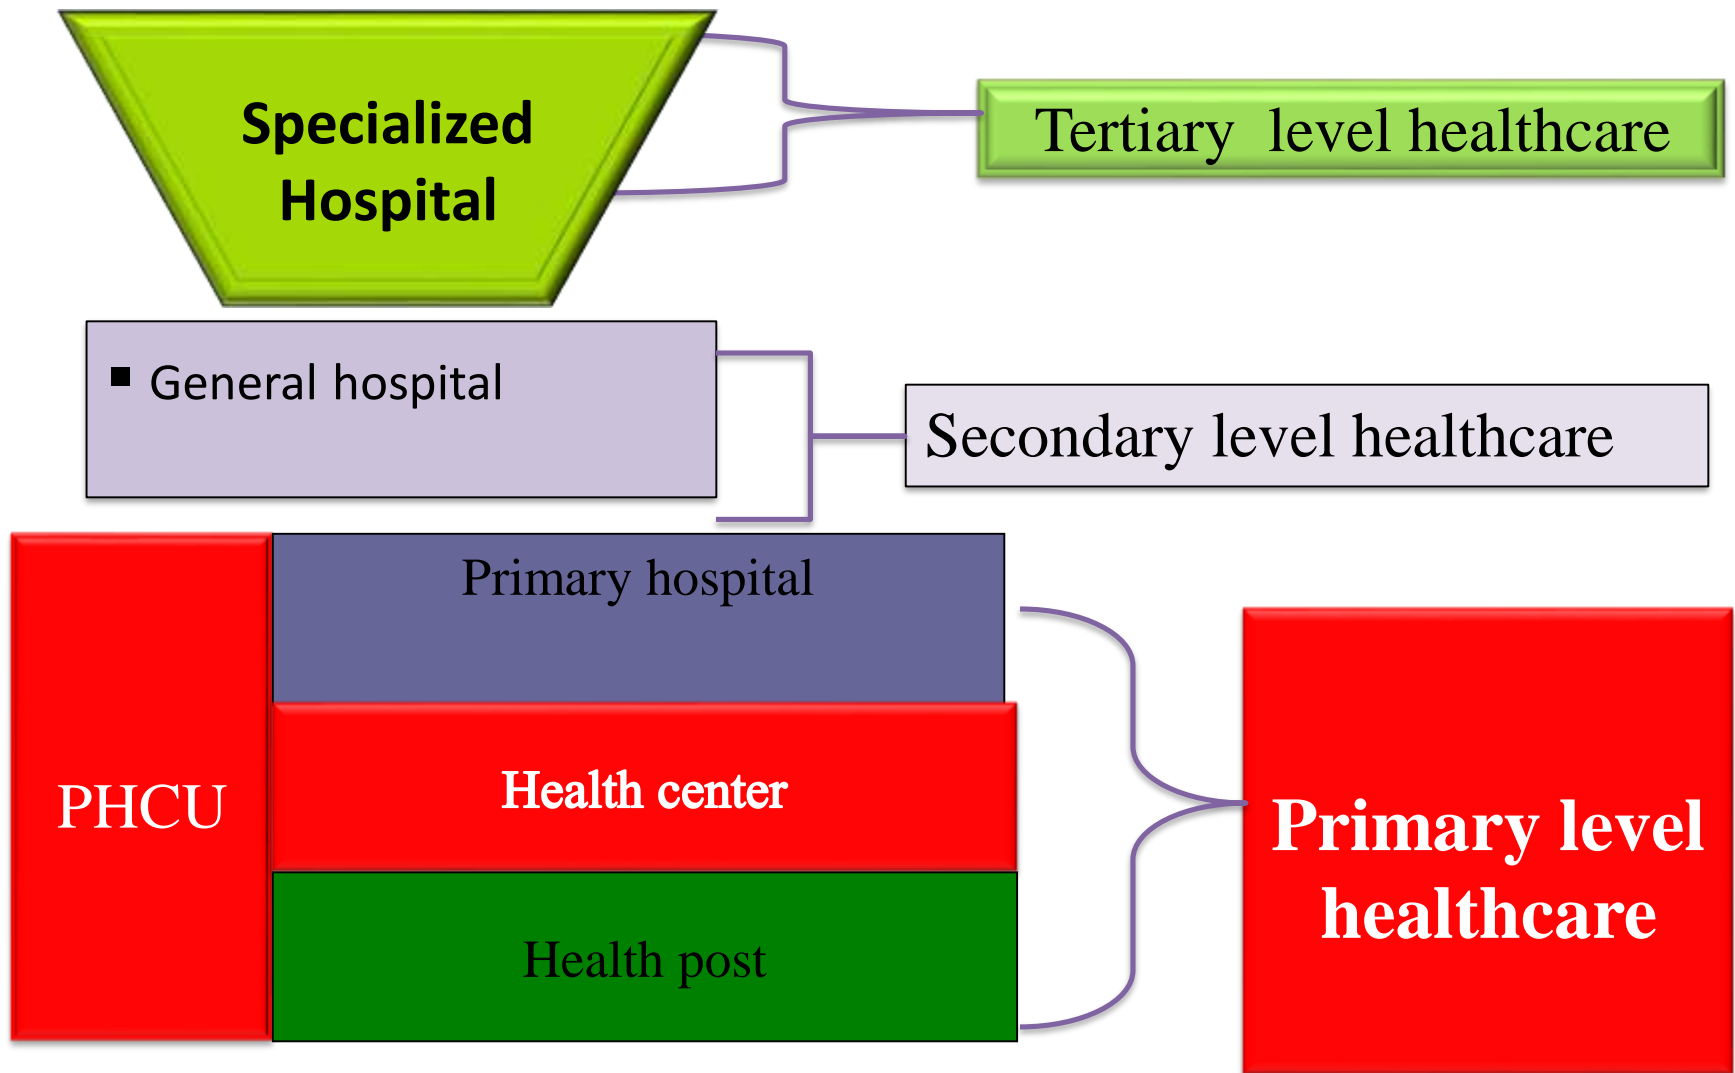 Specialized
Hospital
Tertiary  level healthcare
▪ General hospital
Secondary level healthcare
PHCU
Primary hospital
Health center
Health post
Primary level
healthcare